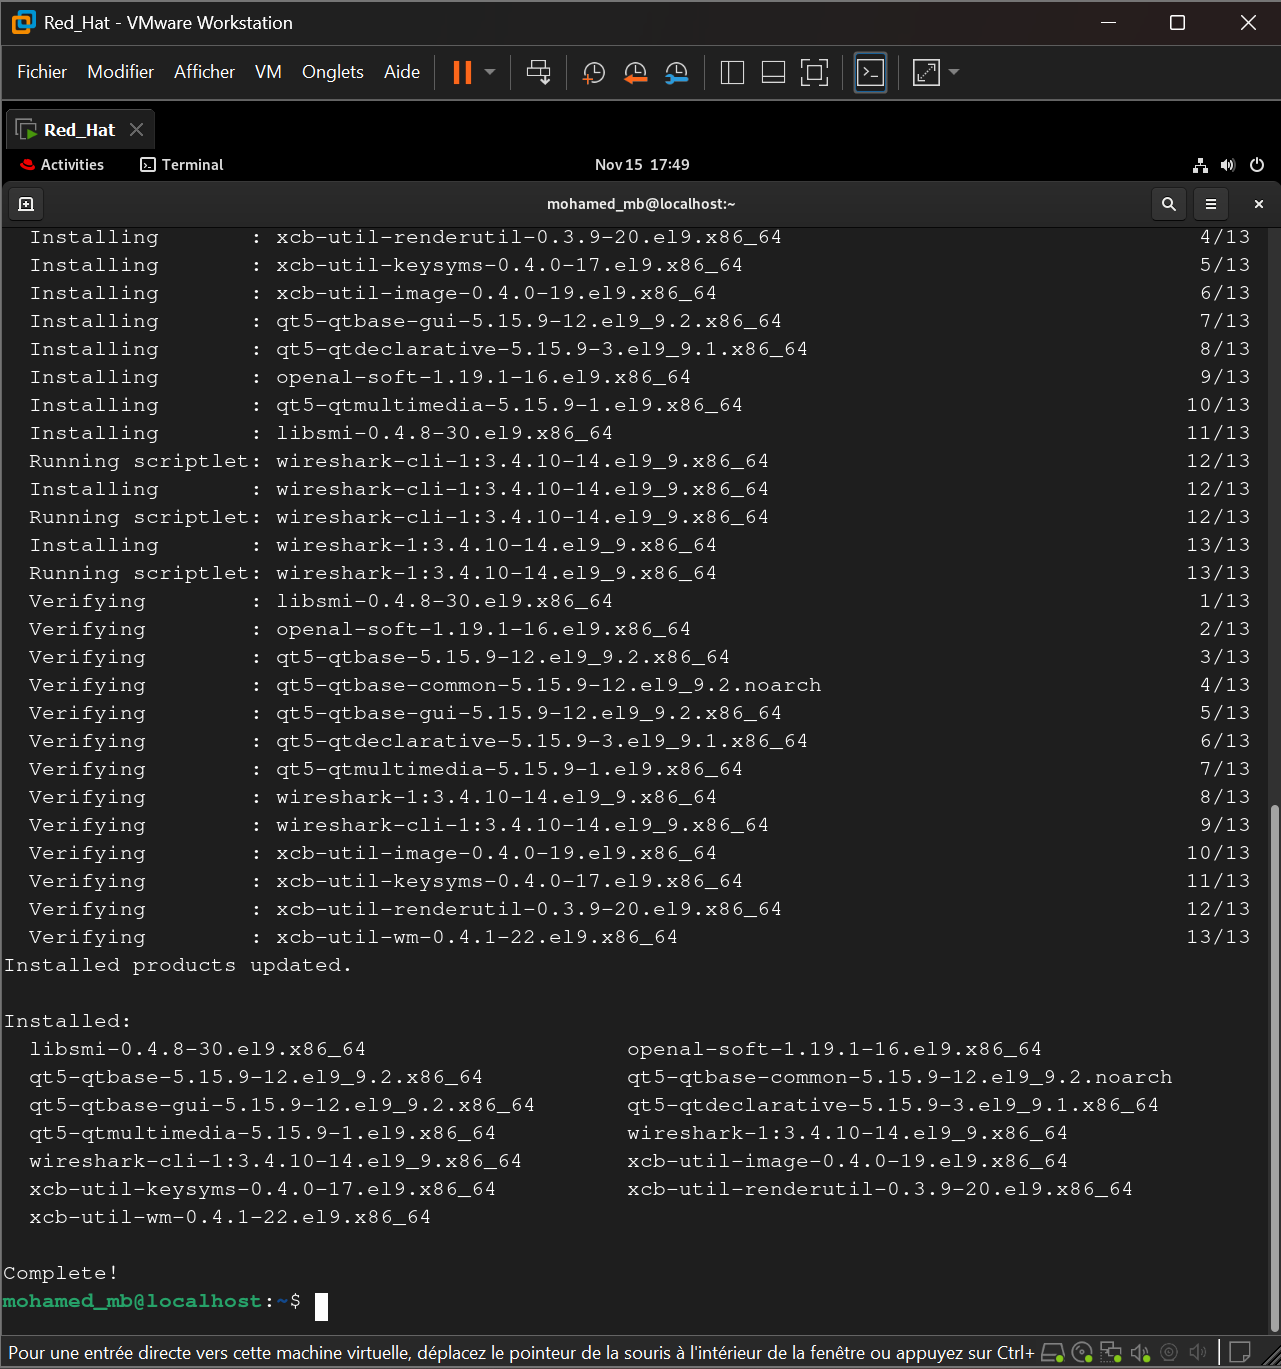 Red_Hat - VMware Workstation
Fichier Modifier Afficher VM Onglets Aide
Red_Hat
Activities Terminal Nov 15 17:49
mohamed_mb@localhost:~
Installing : xcb-util-renderutil-0.3.9-20.el9.x86_64 4/13
Installing : xcb-util-keysyms-0.4.0-17.el9.x86_64 5/13
Installing : xcb-util-image-0.4.0-19.el9.x86_64 6/13
Installing : qt5-qtbase-gui-5.15.9-12.el9_9.2.x86_64 7/13
Installing : qt5-qtdeclarative-5.15.9-3.el9_9.1.x86_64 8/13
Installing : openal-soft-1.19.1-16.el9.x86_64 9/13
Installing : qt5-qtmultimedia-5.15.9-1.el9.x86_64 10/13
Installing : libsmi-0.4.8-30.el9.x86_64 11/13
Running scriptlet: wireshark-cli-1:3.4.10-14.el9_9.x86_64 12/13
Installing : wireshark-cli-1:3.4.10-14.el9_9.x86_64 12/13
Running scriptlet: wireshark-cli-1:3.4.10-14.el9_9.x86_64 12/13
Installing : wireshark-1:3.4.10-14.el9_9.x86_64 13/13
Running scriptlet: wireshark-1:3.4.10-14.el9_9.x86_64 13/13
Verifying : libsmi-0.4.8-30.el9.x86_64 1/13
Verifying : openal-soft-1.19.1-16.el9.x86_64 2/13
Verifying : qt5-qtbase-5.15.9-12.el9_9.2.x86_64 3/13
Verifying : qt5-qtbase-common-5.15.9-12.el9_9.2.noarch 4/13
Verifying : qt5-qtbase-gui-5.15.9-12.el9_9.2.x86_64 5/13
Verifying : qt5-qtdeclarative-5.15.9-3.el9_9.1.x86_64 6/13
Verifying : qt5-qtmultimedia-5.15.9-1.el9.x86_64 7/13
Verifying : wireshark-1:3.4.10-14.el9_9.x86_64 8/13
Verifying : wireshark-cli-1:3.4.10-14.el9_9.x86_64 9/13
Verifying : xcb-util-image-0.4.0-19.el9.x86_64 10/13
Verifying : xcb-util-keysyms-0.4.0-17.el9.x86_64 11/13
Verifying : xcb-util-renderutil-0.3.9-20.el9.x86_64 12/13
Verifying : xcb-util-wm-0.4.1-22.el9.x86_64 13/13
Installed products updated.
Installed:
libsmi-0.4.8-30.el9.x86_64 openal-soft-1.19.1-16.el9.x86_64
qt5-qtbase-5.15.9-12.el9_9.2.x86_64 qt5-qtbase-common-5.15.9-12.el9_9.2.noarch
qt5-qtbase-gui-5.15.9-12.el9_9.2.x86_64 qt5-qtdeclarative-5.15.9-3.el9_9.1.x86_64
qt5-qtmultimedia-5.15.9-1.el9.x86_64 wireshark-1:3.4.10-14.el9_9.x86_64
wireshark-cli-1:3.4.10-14.el9_9.x86_64 xcb-util-image-0.4.0-19.el9.x86_64
xcb-util-keysyms-0.4.0-17.el9.x86_64 xcb-util-renderutil-0.3.9-20.el9.x86_64
xcb-util-wm-0.4.1-22.el9.x86_64
Complete!
mohamed_mb@localhost:~$
Pour une entrée directe vers cette machine virtuelle, déplacez le pointeur de la souris à l'intérieur de la fenêtre ou appuyez sur Ctrl+